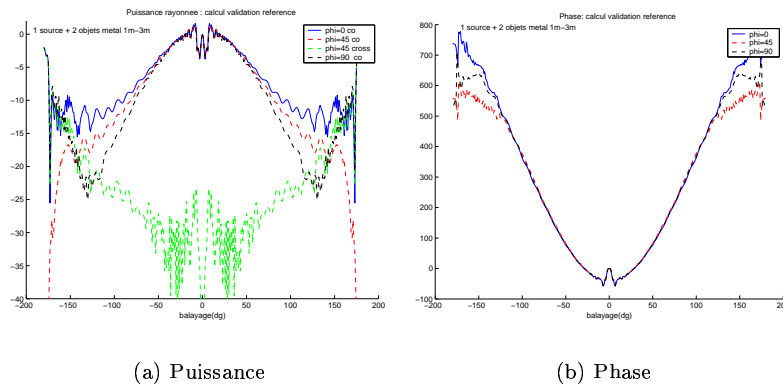 Puissance rayonnee : calcul validation reference
1 source + 2 objets metal 1m−3m
phi=0 co
phi=45 co
phi=45 cross
phi=90 co
0
−5
−10
−15
−20
−25
−30
−35
−40
−200 −150 −100 −50 0 50 100 150 200
balayage(dg)
(a) Puissance
Phase: calcul validation reference
1 source + 2 objets metal 1m−3m
phi=0
phi=45
phi=90
800
700
600
500
400
300
200
100
0
−100
−200 −150 −100 −50 0 50 100 150 200
balayage(dg)
(b) Phase